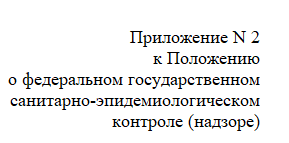 Приложение N 2
к Положению
о федеральном государственном
санитарно-эпидемиологическом
контроле (надзоре)